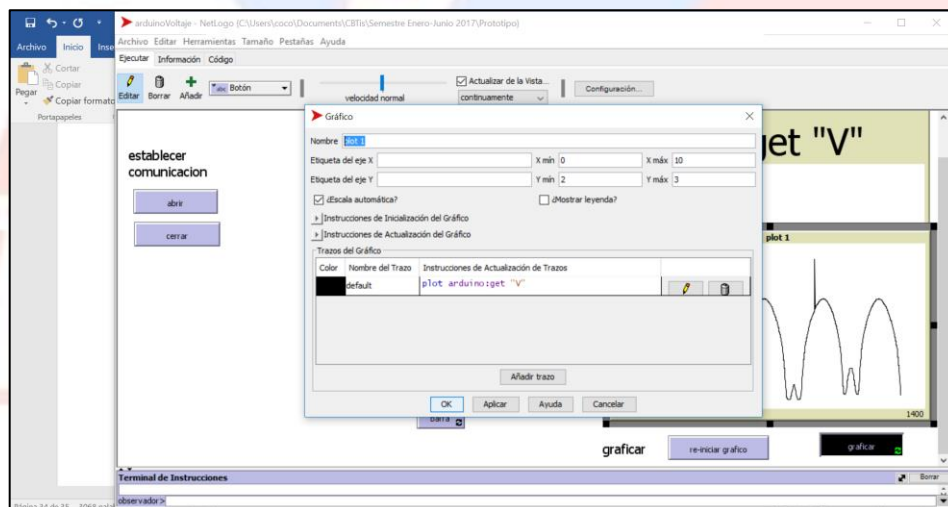 arduinoVoltaje - NetLogo {C:\Users\coco\Documents\CBTis\Semestre Enero-Junio 2017\Prototipo}
Archivo Inicio Inse
Archivo Editar Herramientas Tamaño Pestañas Ayuda
Ejecutar Información Código
Cortar
Copiar
Copiar formato
Pegar
Portapapeles
Editar Borrar Añadir
Botón
velocidad normal
Actualizar de la Vista...
continuamente
Configuración...
establecer
comunicacion
abrir
cerrar
Gráfico
Nombre plot 1
Etiqueta del eje X X mín 0 X máx 10
Etiqueta del eje Y Y mín 2 Y máx 3
¿Escala automática? ¿Mostrar leyenda?
Instrucciones de Inicialización del Gráfico
Instrucciones de Actualización del Gráfico
Trazos del Gráfico
Color Nombre del Trazo Instrucciones de Actualización de Trazos
default plot arduino:get "V"
Añadir trazo
OK Aplicar Ayuda Cancelar
get "V"
plot 1
1400
barra
graficar re-iniciar grafico graficar
Terminal de Instrucciones Borrar
observador>